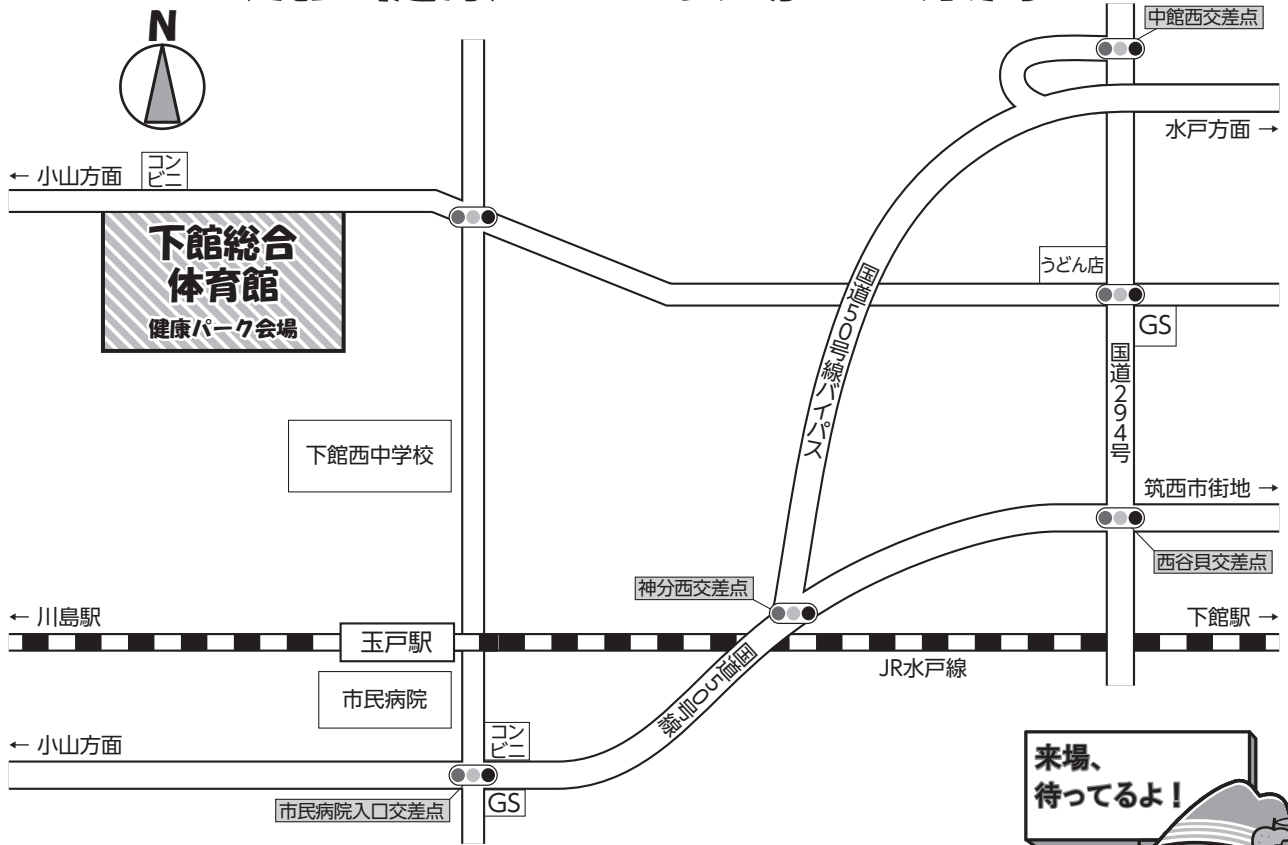 N
中館西交差点
水戸方面 →
← 小山方面
コン
ビニ
下館総合
体育館
健康パーク会場
うどん店
GS
国道50号線バイパス
国道294号
下館西中学校
筑西市街地 →
西谷貝交差点
神分西交差点
← 川島駅
玉戸駅
下館駅 →
JR水戸線
市民病院
国道50号線
← 小山方面
コン
ビニ
市民病院入口交差点
GS
来場、
待ってるよ！